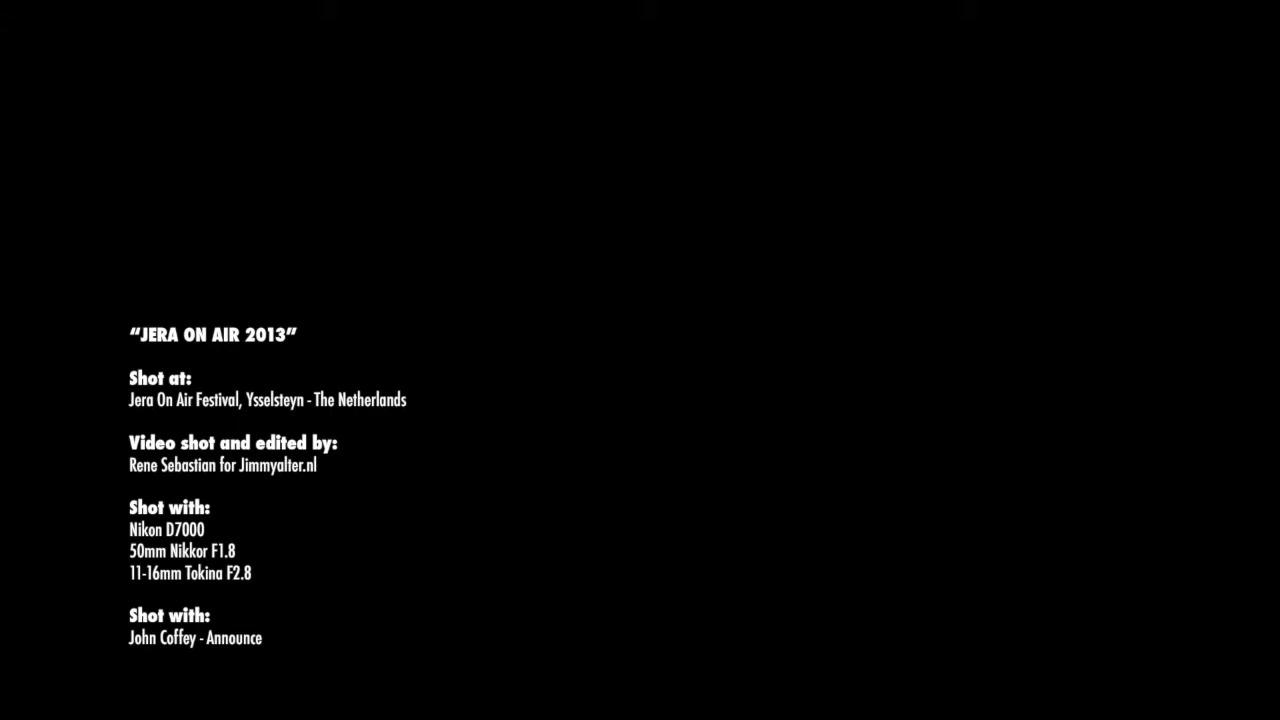 “JERA ON AIR 2013”
Shot at:
Jera On Air Festival, Ysselsteyn - The Netherlands
Video shot and edited by:
Rene Sebastian for Jimmyalter.nl
Shot with:
Nikon D7000
50mm Nikkor F1.8
11-16mm Tokina F2.8
Shot with:
John Coffey - Announce